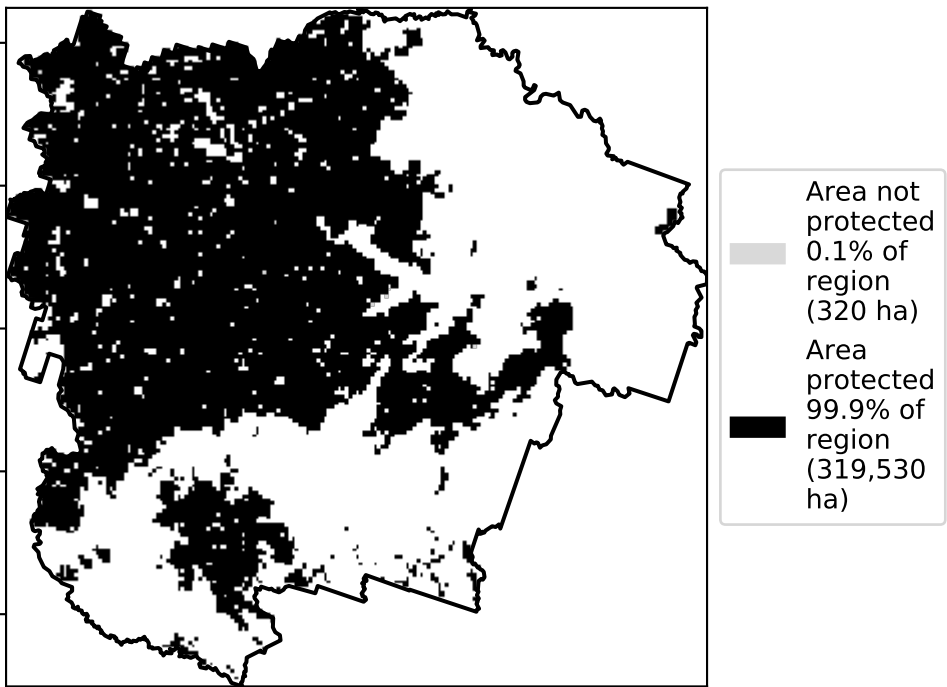 Area not
protected
0.1% of
region
(320 ha)
Area
protected
99.9% of
region
(319,530
ha)